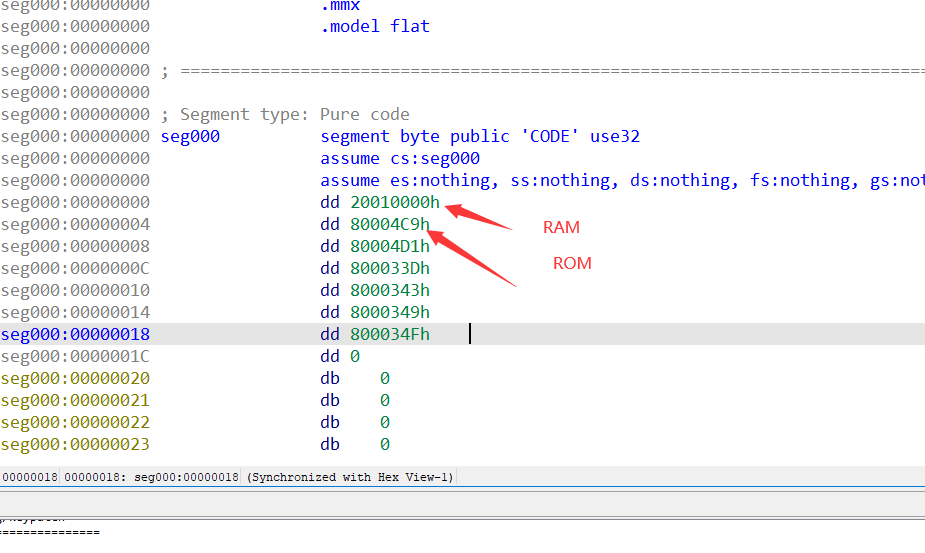 seg000:00000000 .mmx
seg000:00000000 .model flat
seg000:00000000
seg000:00000000 ; ===========================================================================
seg000:00000000
seg000:00000000 ; Segment type: Pure code
seg000:00000000 seg000 segment byte public 'CODE' use32
seg000:00000000 assume cs:seg000
seg000:00000000 assume es:nothing, ss:nothing, ds:nothing, fs:nothing, gs:not
seg000:00000000 dd 20010000h
RAM
seg000:00000004 dd 80004C9h
ROM
seg000:00000008 dd 80004D1h
seg000:0000000C dd 800033Dh
seg000:00000010 dd 8000343h
seg000:00000014 dd 8000349h
seg000:00000018 dd 800034Fh
seg000:0000001C dd 0
seg000:00000020 db 0
seg000:00000021 db 0
seg000:00000022 db 0
seg000:00000023 db 0
00000018 00000018: seg000:00000018 (Synchronized with Hex View-1)
================